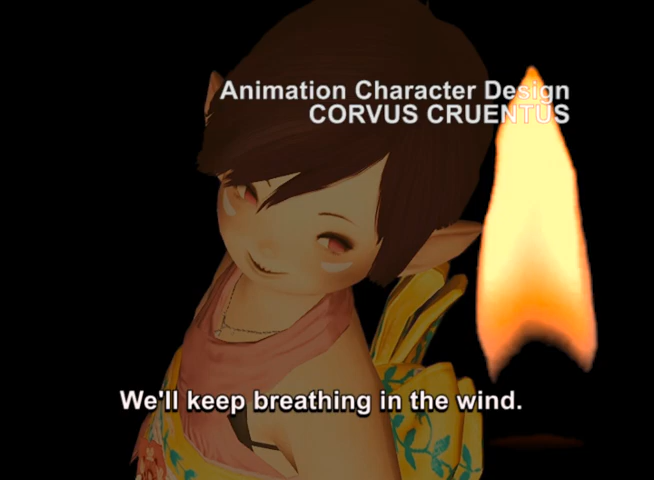 Animation Character Design
CORVUS CRUENTUS
We'll keep breathing in the wind.